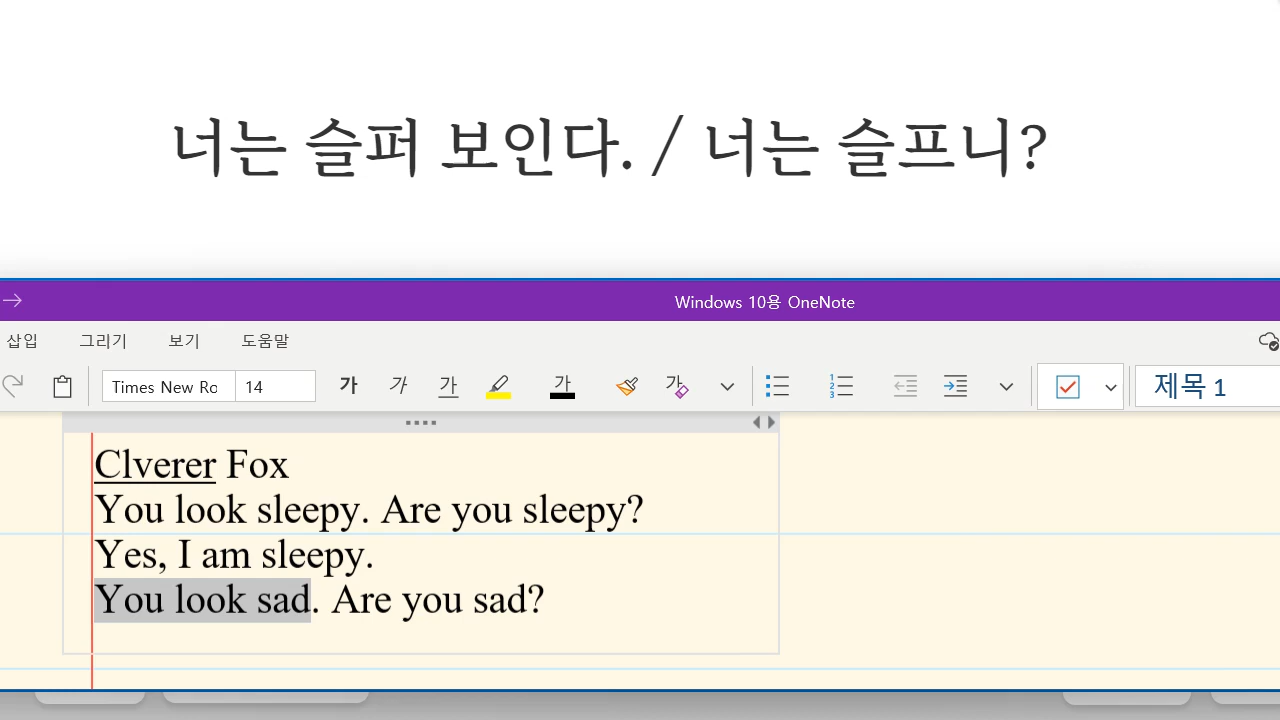 너는 슬퍼 보인다. / 너는 슬프니?
Windows 10용 OneNote
삽입 그리기 보기 도움말
Times New Ro 14 가 가 가 가 가 제목 1
Clverer Fox
You look sleepy. Are you sleepy?
Yes, I am sleepy.
You look sad. Are you sad?